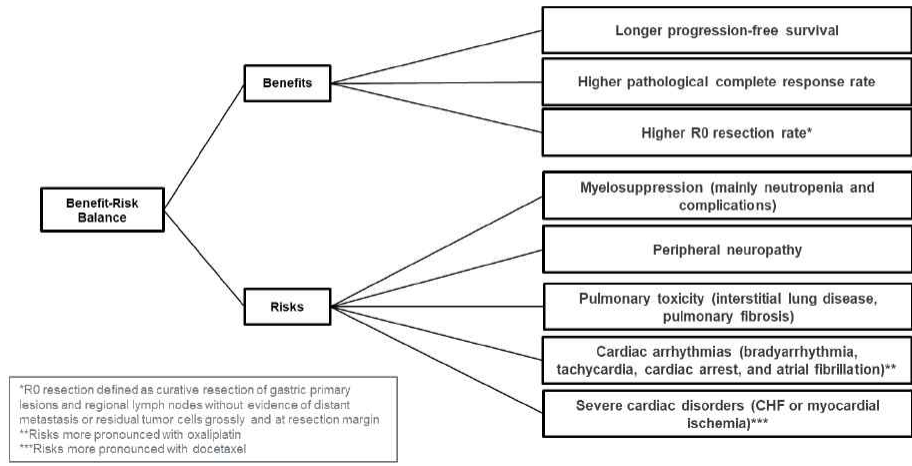 Longer progression-free survival
Benefits
Higher pathological complete response rate
Higher R0 resection rate*
Benefit-Risk
Balance
Myelosuppression (mainly neutropenia and
complications)
Peripheral neuropathy
Risks
Pulmonary toxicity (interstitial lung disease,
pulmonary fibrosis)
Cardiac arrhythmias (bradyarrhythmia,
tachycardia, cardiac arrest, and atrial fibrillation)**
Severe cardiac disorders (CHF or myocardial
ischemia)***
*R0 resection defined as curative resection of gastric primary
lesions and regional lymph nodes without evidence of distant
metastasis or residual tumor cells grossly and at resection margin
**Risks more pronounced with oxaliplatin
***Risks more pronounced with docetaxel